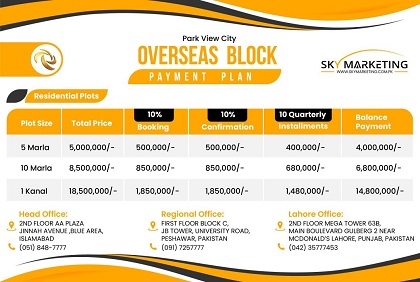 Park View City
OVERSEAS BLOCK
PAYMENT PLAN
SKY MARKETING
WWW.SKYMARKETING.COM.PK
Residential Plots
Plot Size Total Price 10% Booking 10% Confirmation 10 Quarterly Installments Balance Payment
5 Marla 5,000,000/- 500,000/- 500,000/- 400,000/- 4,000,000/-
10 Marla 8,500,000/- 850,000/- 850,000/- 680,000/- 6,800,000/-
1 Kanal 18,500,000/- 1,850,000/- 1,850,000/- 1,480,000/- 14,800,000/-
Head Office:
2ND FLOOR AA PLAZA
JINNAH AVENUE ,BLUE AREA,
ISLAMABAD
(051) 848-7777
Regional Office:
FIRST FLOOR BLOCK C,
JB TOWER, UNIVERSITY ROAD,
PESHAWAR, PAKISTAN
(091) 7257777
Lahore Office:
2ND FLOOR MEGA TOWER 63B,
MAIN BOULEVARD GULBERG 2 NEAR
MCDONALD'S LAHORE, PUNJAB, PAKISTAN
(042) 35777453